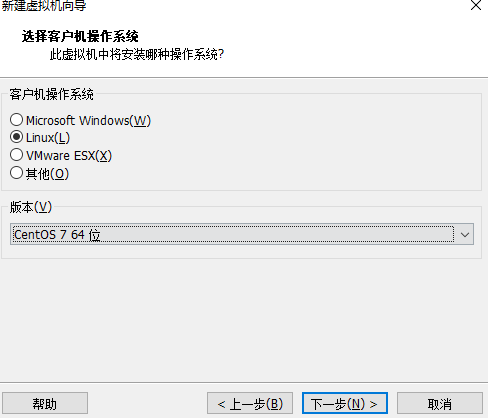 新建虚拟机向导
选择客户机操作系统
此虚拟机中将安装哪种操作系统?
客户机操作系统
Microsoft Windows(W)
Linux(L)
VMware ESX(X)
其他(O)
版本(V)
CentOS 7 64 位
帮助
< 上一步(B)
下一步(N) >
取消